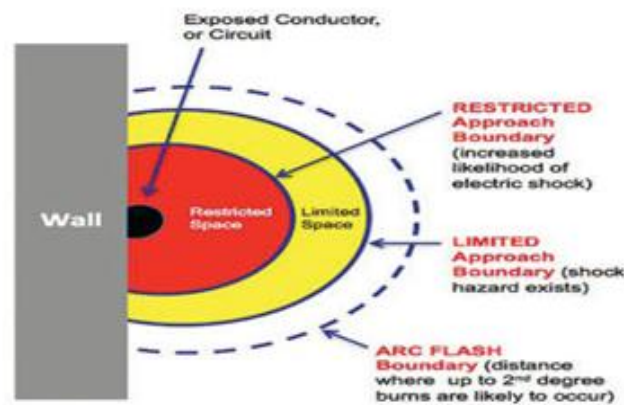 Exposed Conductor,
or Circuit
RESTRICTED
Approach
Boundary
(increased
likelihood of
electric shock)
Wall
Restricted
Space
Limited
Space
LIMITED
Approach
Boundary (shock
hazard exists)
ARC FLASH
Boundary (distance
where up to 2nd degree
burns are likely to occur)